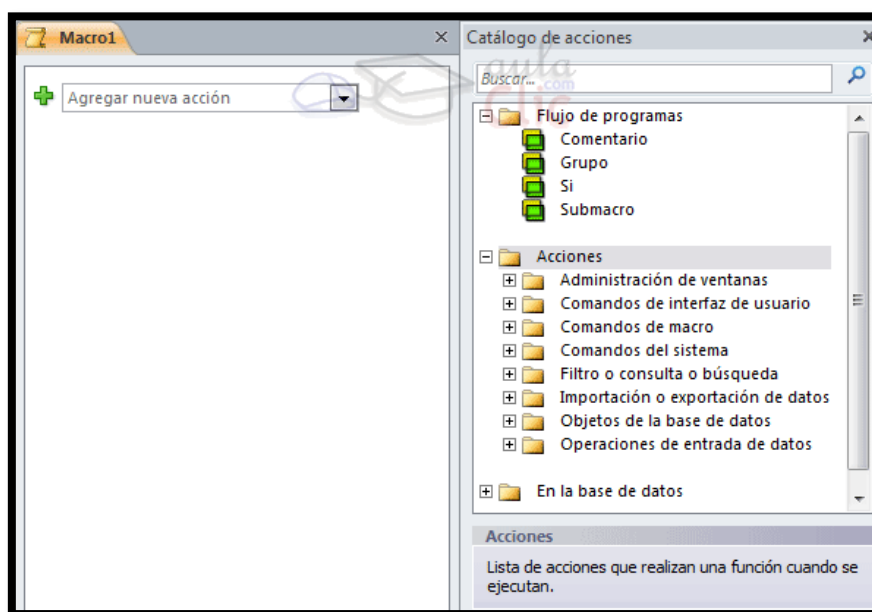 Macro1
Agregar nueva acción
Catálogo de acciones
aula
.com
Clic
Buscar...
Flujo de programas
Comentario
Grupo
Si
Submacro
Acciones
Administración de ventanas
Comandos de interfaz de usuario
Comandos de macro
Comandos del sistema
Filtro o consulta o búsqueda
Importación o exportación de datos
Objetos de la base de datos
Operaciones de entrada de datos
En la base de datos
Acciones
Lista de acciones que realizan una función cuando se
ejecutan.